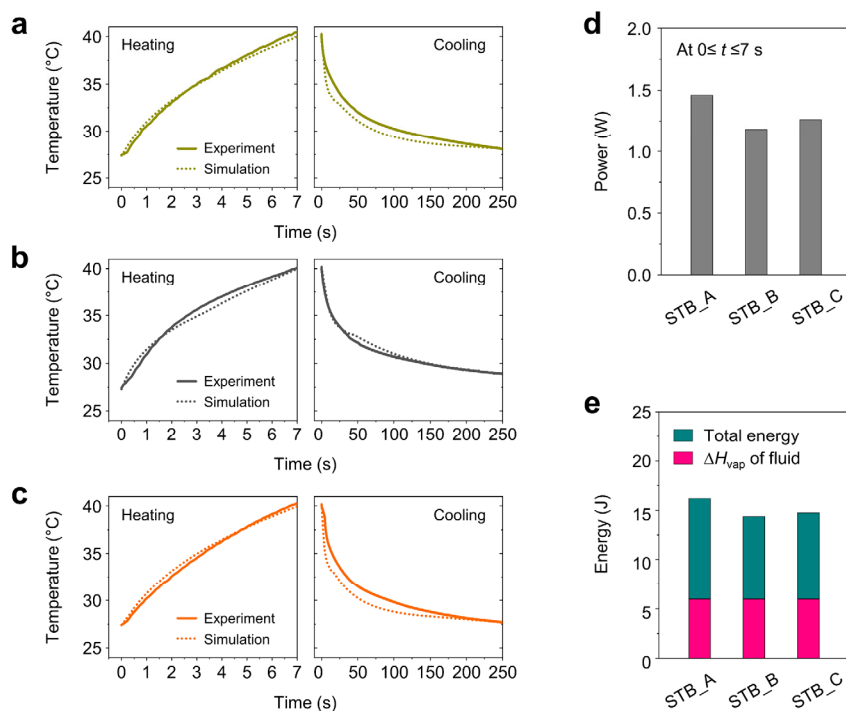 a
Temperature (°C)
40
35
30
25
Heating
Experiment
Simulation
0 1 2 3 4 5 6 7
Cooling
0 50 100 150 200 250
Time (s)
b
Temperature (°C)
40
35
30
25
Heating
Experiment
Simulation
0 1 2 3 4 5 6 7
Cooling
0 50 100 150 200 250
Time (s)
c
Temperature (°C)
40
35
30
25
Heating
Experiment
Simulation
0 1 2 3 4 5 6 7
Time (s)
Cooling
0 50 100 150 200 250
Time (s)
d
Power (W)
2.0
1.5
1.0
0.5
0.0
At 0≤ t ≤7 s
STB_A STB_B STB_C
e
Energy (J)
25
20
15
10
5
0
Total energy
ΔHvap of fluid
STB_A STB_B STB_C